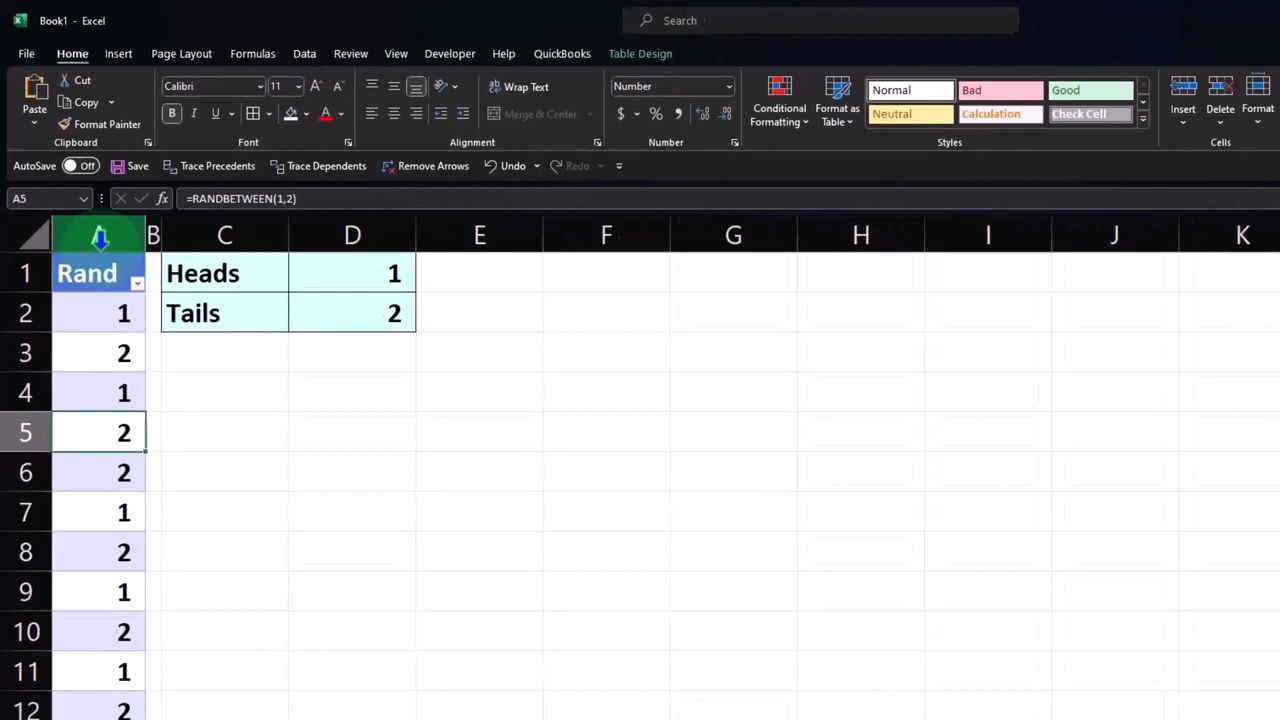 Book1 - Excel
Search
File Home Insert Page Layout Formulas Data Review View Developer Help QuickBooks Table Design
Paste
Cut
Copy
Format Painter
Clipboard
Calibri 11 A A
B I U A
Font
Wrap Text
Merge & Center
Alignment
Number
$ % ,
Number
Conditional Formatting
Format as Table
Normal Bad Good
Neutral Calculation Check Cell
Styles
Insert Delete Format
Cells
AutoSave Off Save Trace Precedents Trace Dependents Remove Arrows Undo Redo
A5 fx =RANDBETWEEN(1,2)
A B C D E F G H I J K
1 Rand Heads 1
2 1 Tails 2
3 2
4 1
5 2
6 2
7 1
8 2
9 1
10 2
11 1
12 2